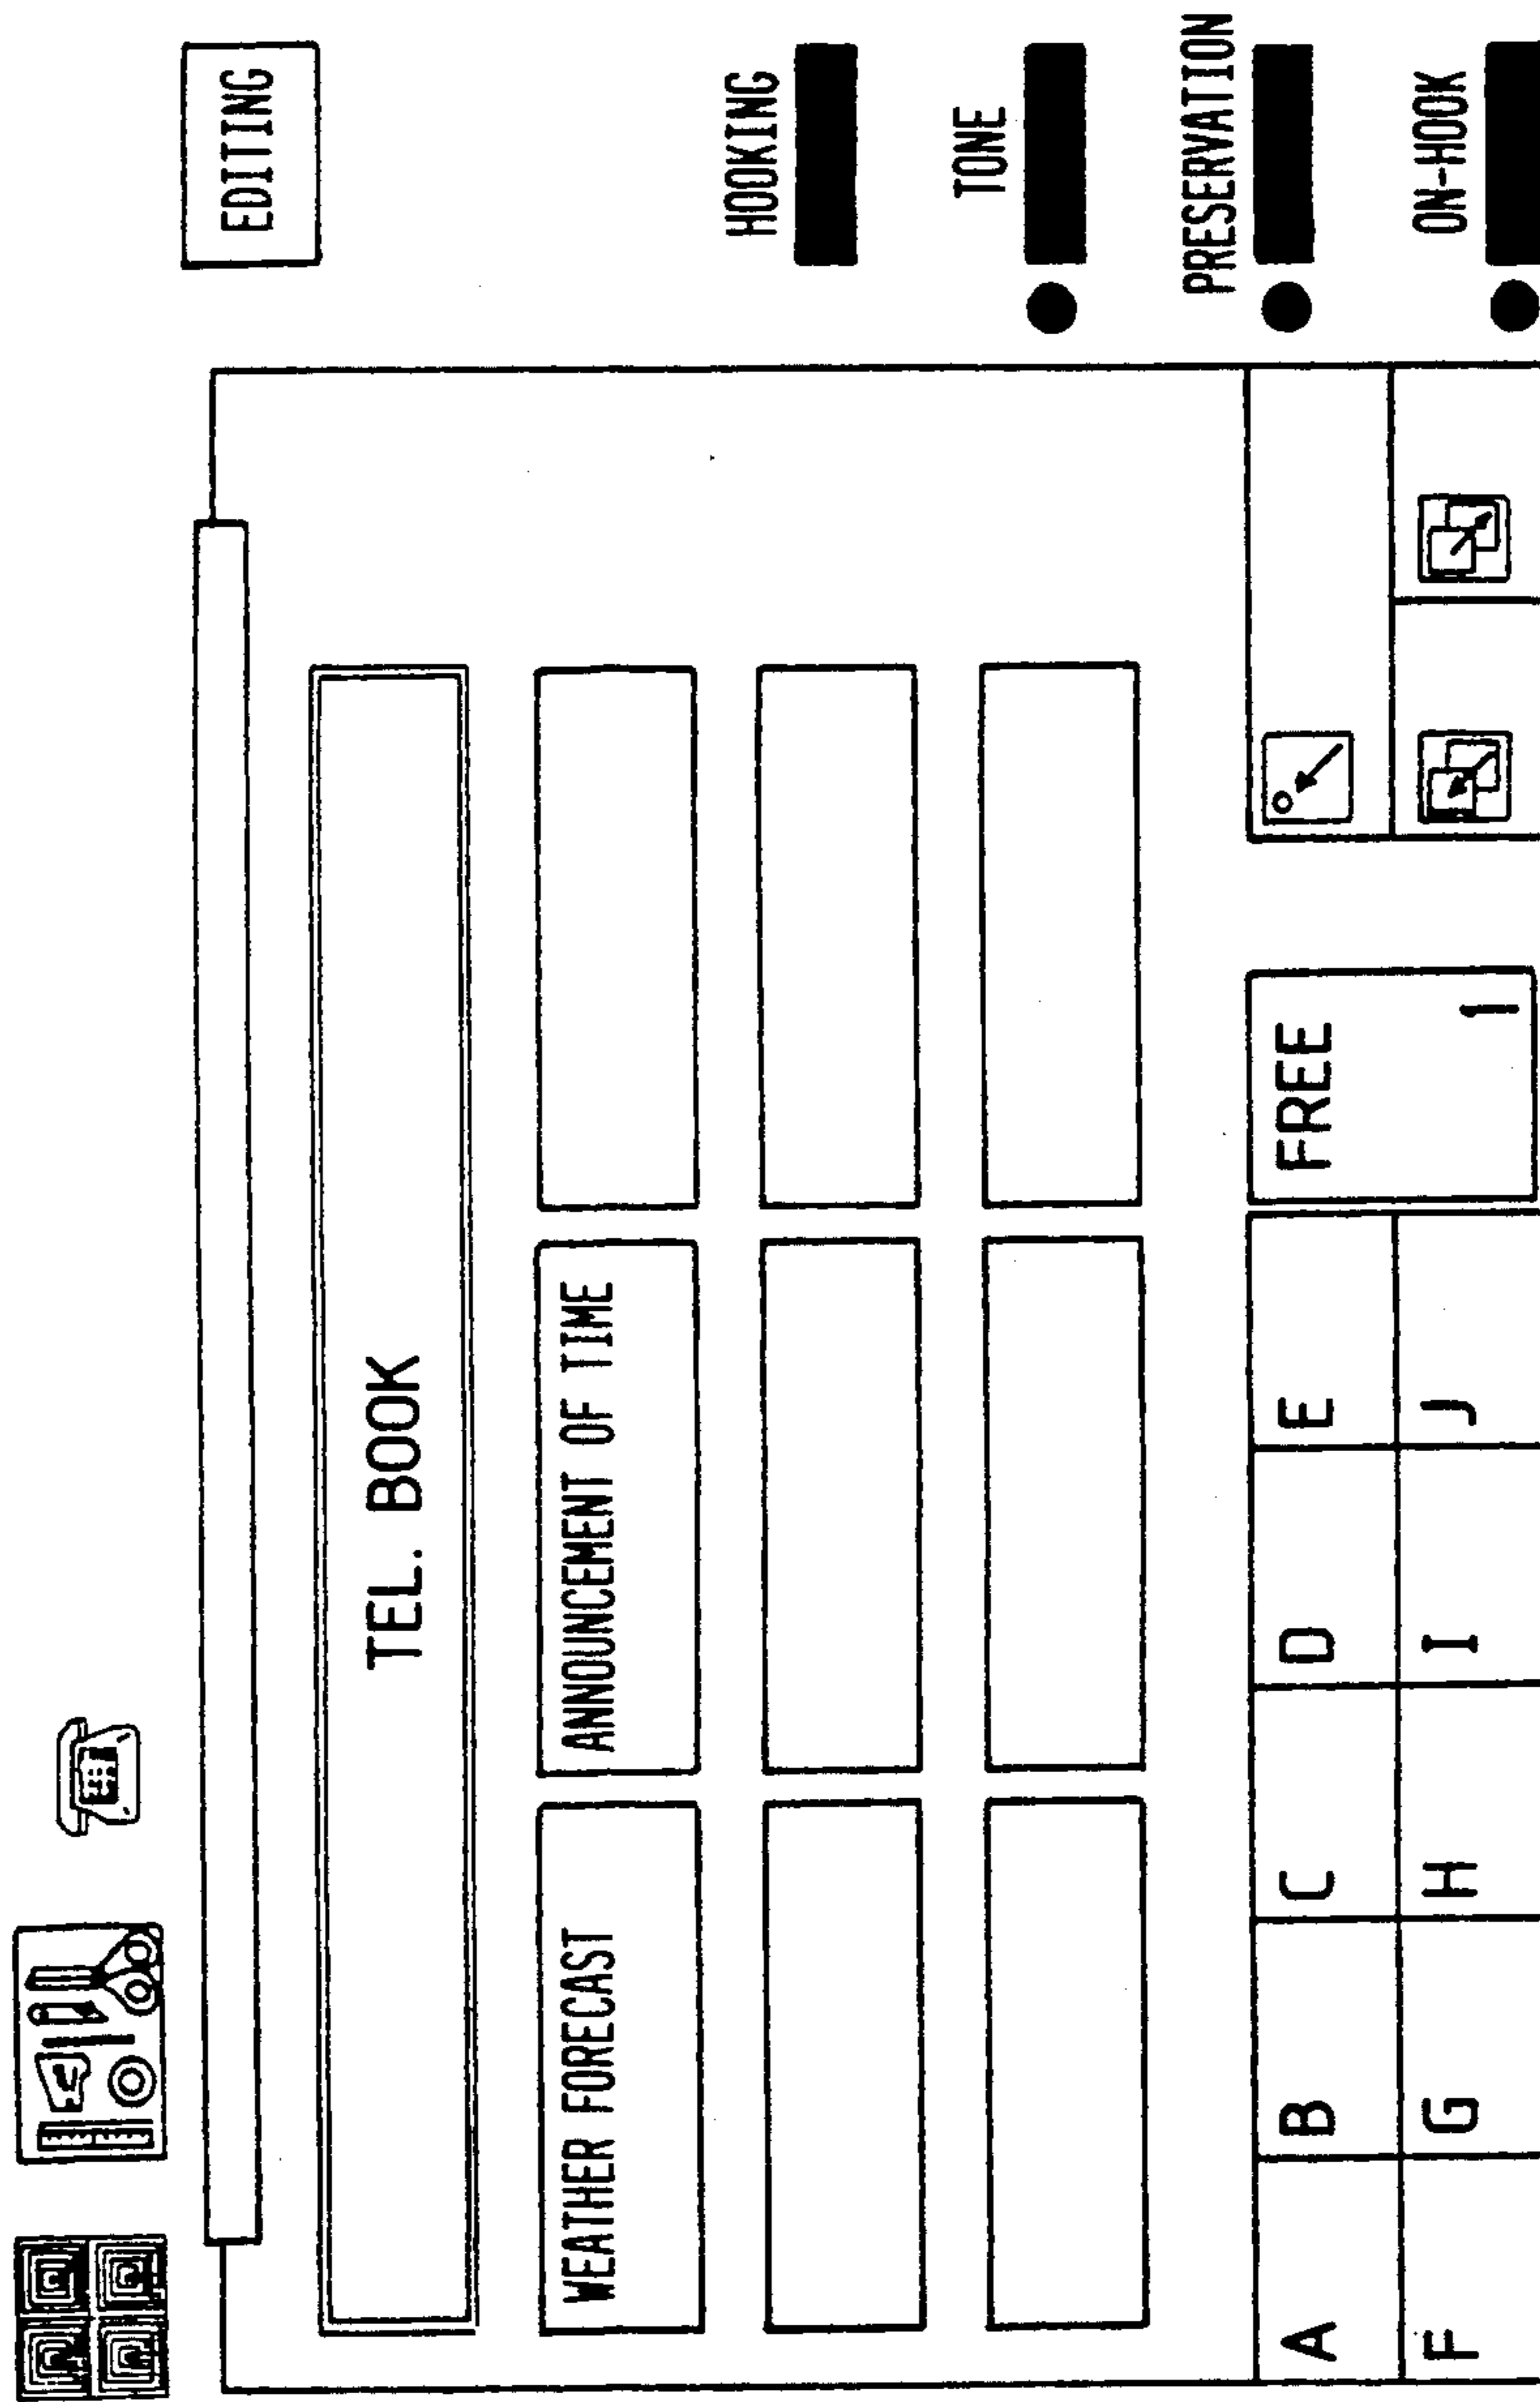 EDITING
TEL. BOOK
WEATHER FORECAST
ANNOUNCEMENT OF TIME
HOOKING
TONE
PRESERVATION
ON-HOOK
A B C D E
FREE
1
F G H I J